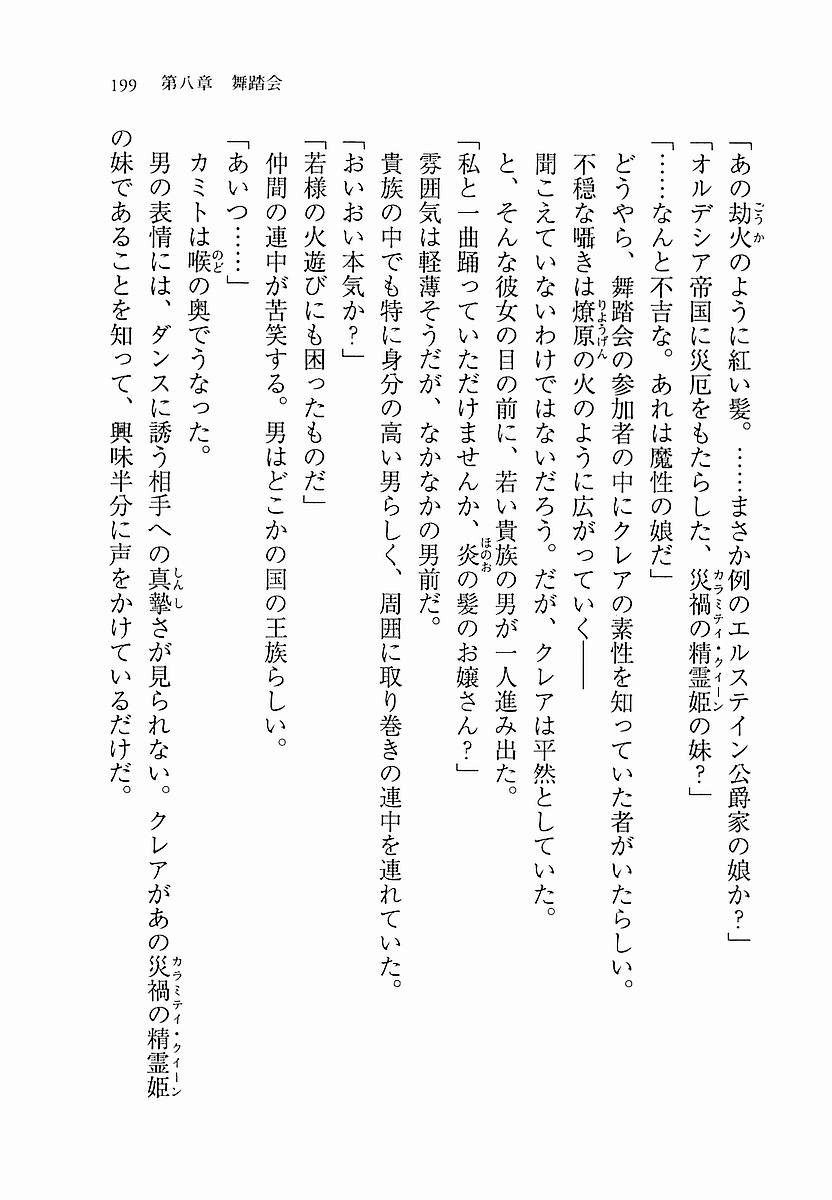 199　第八章　舞踏会
「あの劫火のように紅い髪。……まさか例のエルステイン公爵家の娘か？」
「オルデシア帝国に災厄をもたらした、災禍の精霊姫の妹？」
「……なんと不吉な。あれは魔性の娘だ」
　どうやら、舞踏会の参加者の中にクレアの素性を知っていた者がいたらしい。
　不穏な囁きは燎原の火のように広がっていく――
　聞こえていないわけではないだろう。だが、クレアは平然としていた。
　と、そんな彼女の目の前に、若い貴族の男が一人進み出た。
「私と一曲踊っていただけませんか、炎の髪のお嬢さん？」
　雰囲気は軽薄そうだが、なかなかの男前だ。
　貴族の中でも特に身分の高い男らしく、周囲に取り巻きの連中を連れていた。
「おいおい本気か？」
「若様の火遊びにも困ったものだ」
　仲間の連中が苦笑する。男はどこかの国の王族らしい。
「あいつ……」
　カミトは喉の奥でうなった。
　男の表情には、ダンスに誘う相手への真摯さが見られない。クレアがあの災禍の精霊姫
の妹であることを知って、興味半分に声をかけているだけだ。